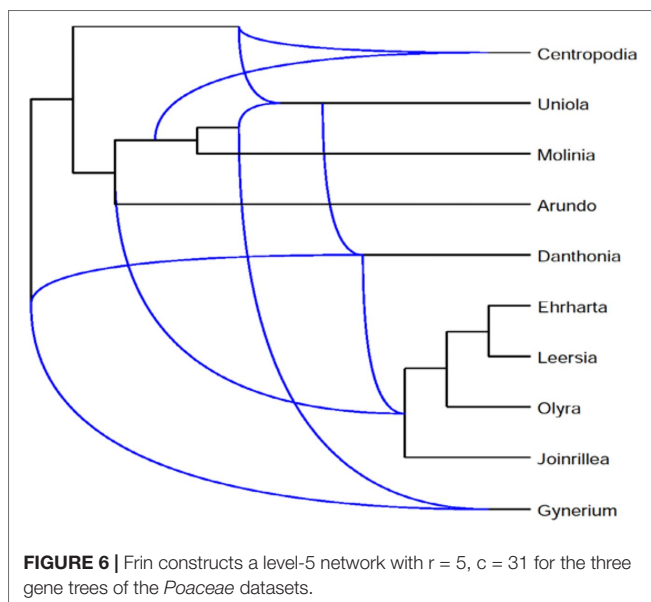 Centropodia
Uniola
Molinia
Arundo
Danthonia
Ehrharta
Leersia
Olyra
Joinrillea
Gynerium
FIGURE 6 | Frin constructs a level-5 network with r = 5, c = 31 for the three
gene trees of the Poaceae datasets.